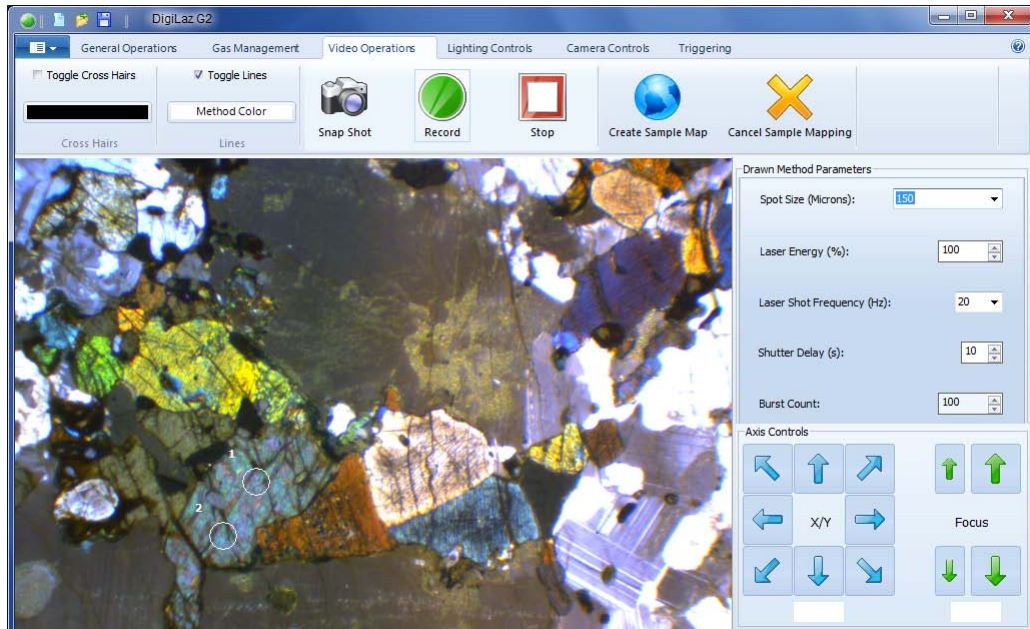 DigiLaz G2
General Operations Gas Management Video Operations Lighting Controls Camera Controls Triggering
Toggle Cross Hairs
Cross Hairs
Toggle Lines
Method Color
Lines
Snap Shot
Record
Stop
Create Sample Map
Cancel Sample Mapping
Drawn Method Parameters
Spot Size (Microns): 150
Laser Energy (%): 100
Laser Shot Frequency (Hz): 20
Shutter Delay (s): 10
Burst Count: 100
Axis Controls
X/Y
Focus
1
2